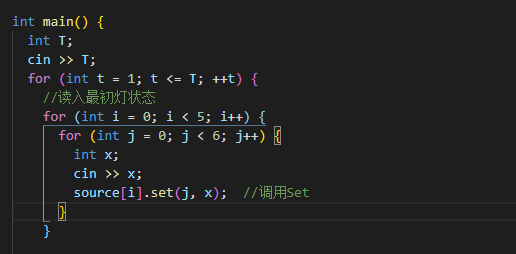 int main() {
int T;
cin >> T;
for (int t = 1; t <= T; ++t) {
//读入最初灯状态
for (int i = 0; i < 5; i++) {
for (int j = 0; j < 6; j++) {
int x;
cin >> x;
source[i].set(j, x);  //调用Set
}
}